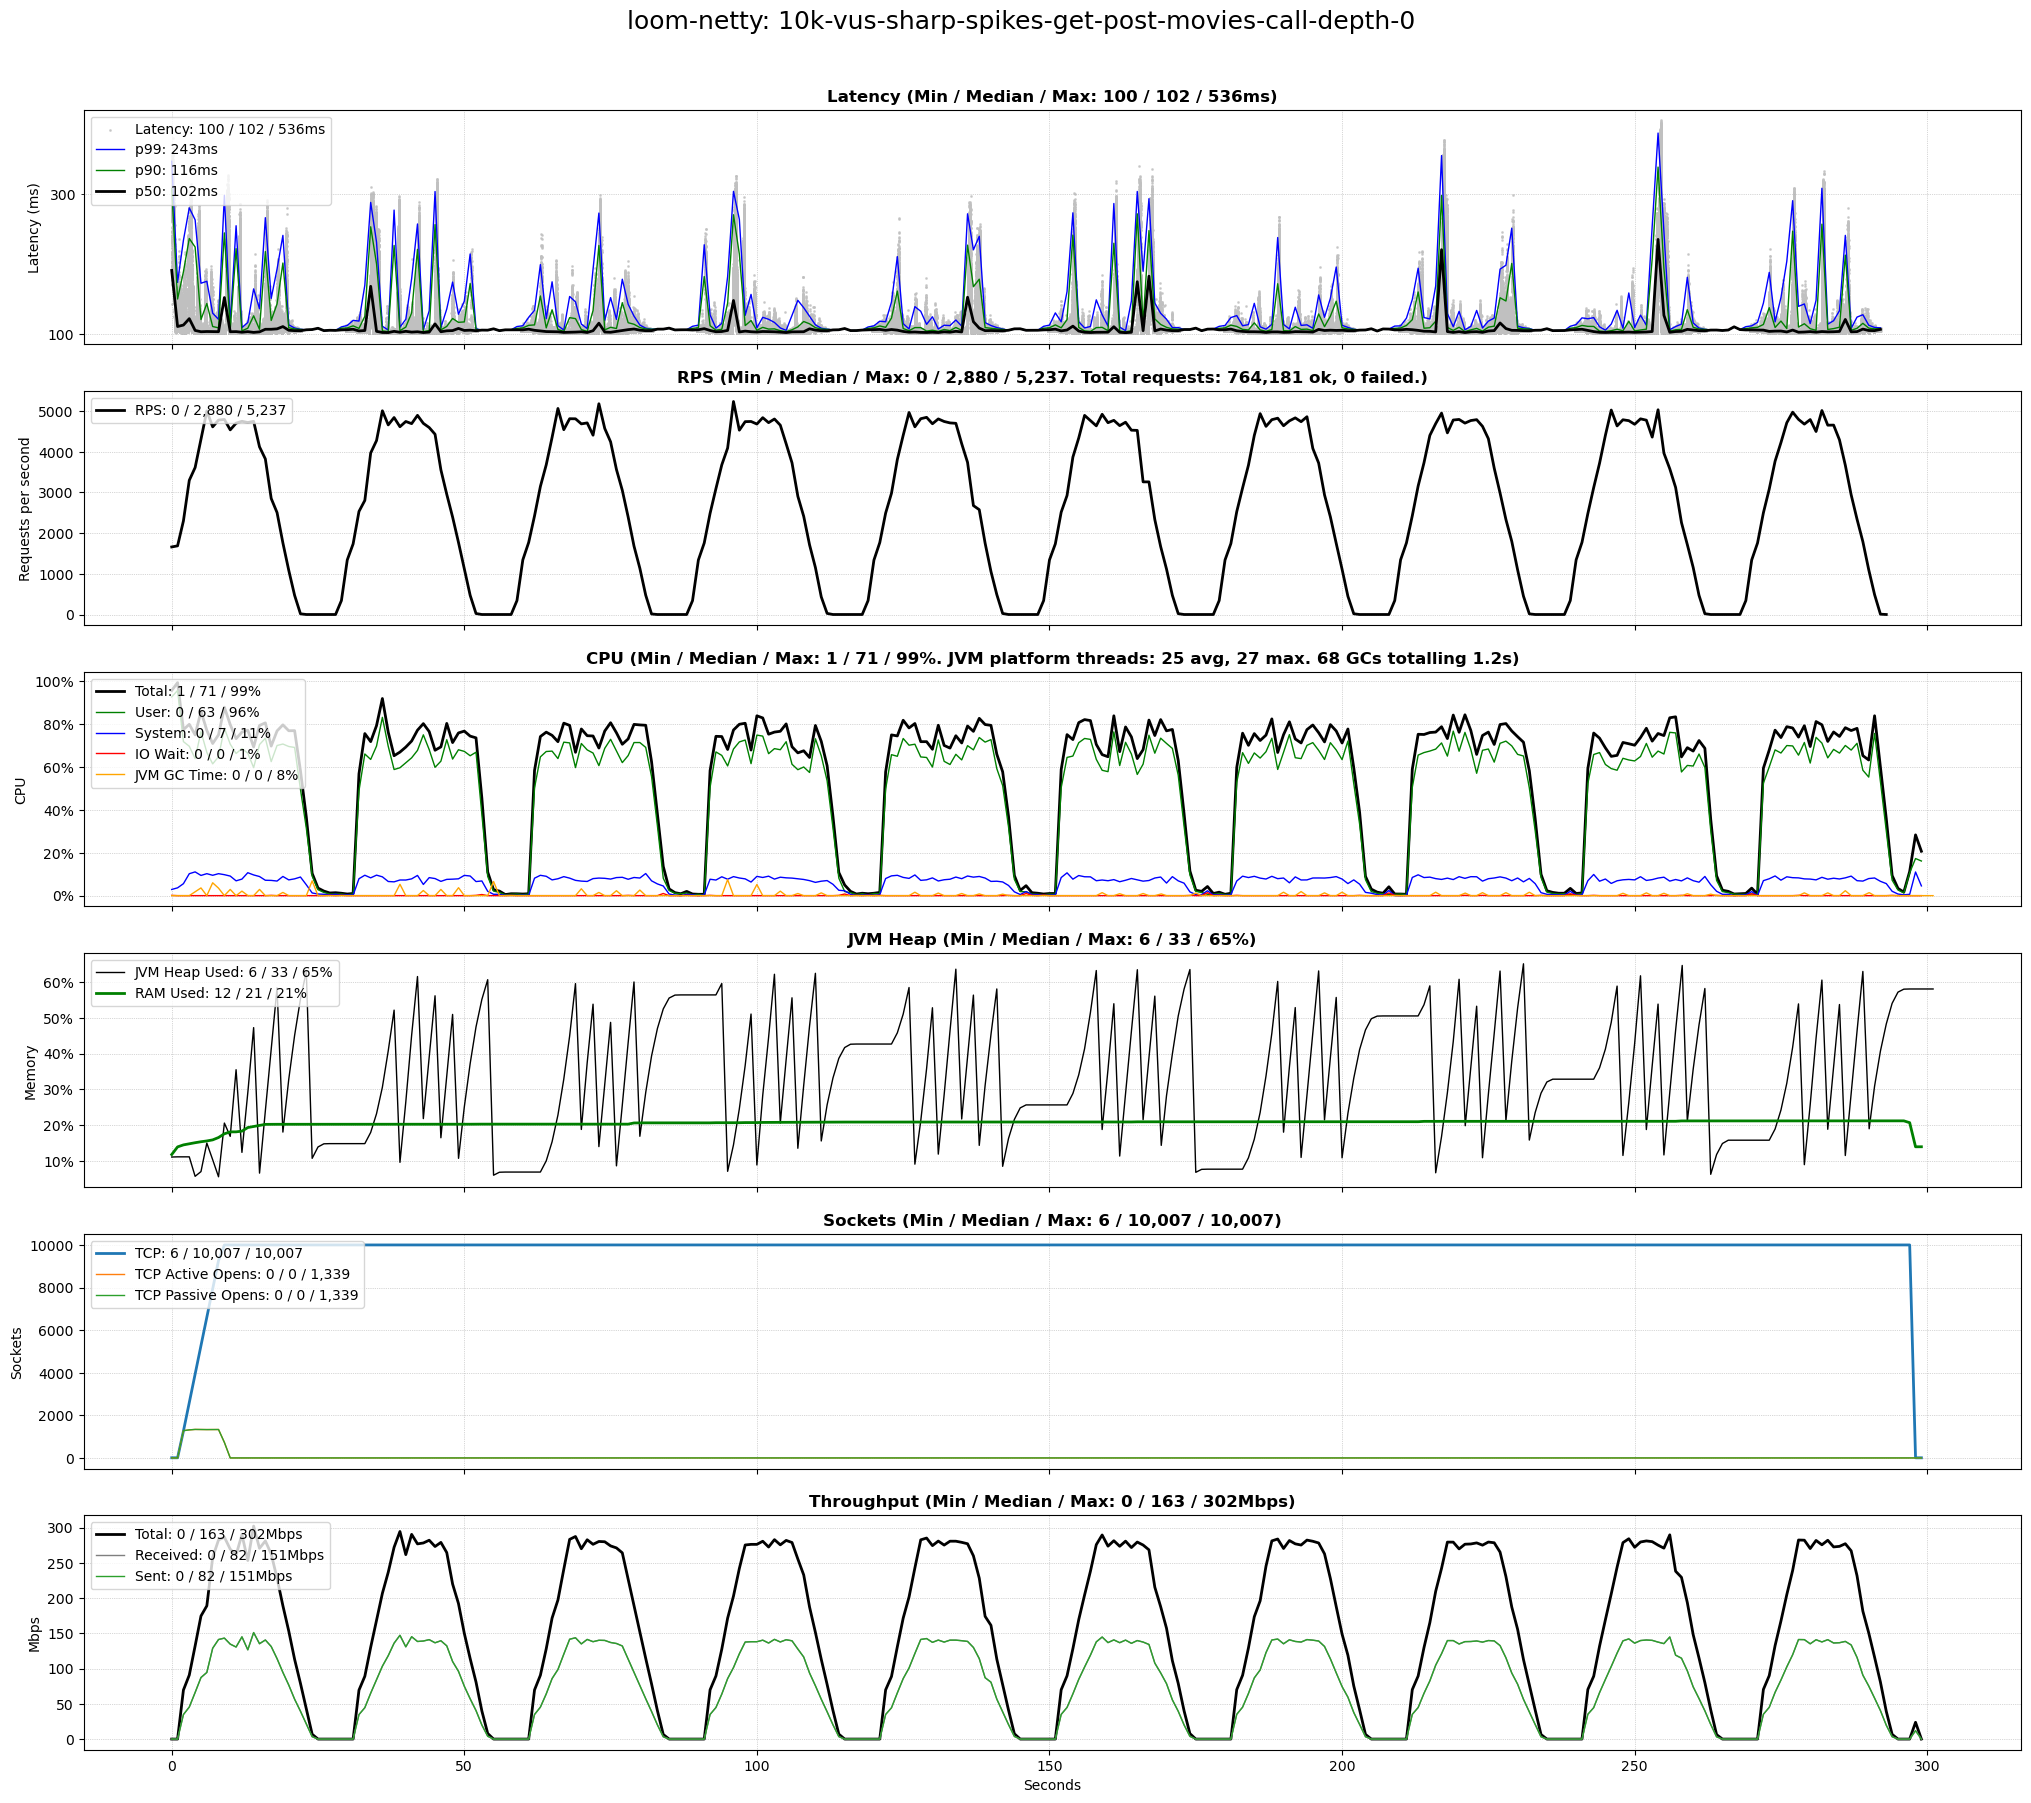 loom-netty: 10k-vus-sharp-spikes-get-post-movies-call-depth-0
Latency (Min / Median / Max: 100 / 102 / 536ms)
Latency: 100 / 102 / 536ms
p99: 243ms
p90: 116ms
p50: 102ms
Latency (ms)
300
100
RPS (Min / Median / Max: 0 / 2,880 / 5,237. Total requests: 764,181 ok, 0 failed.)
RPS: 0 / 2,880 / 5,237
Requests per second
5000
4000
3000
2000
1000
0
CPU (Min / Median / Max: 1 / 71 / 99%. JVM platform threads: 25 avg, 27 max. 68 GCs totalling 1.2s)
Total: 1 / 71 / 99%
User: 0 / 63 / 96%
System: 0 / 7 / 11%
IO Wait: 0 / 0 / 1%
JVM GC Time: 0 / 0 / 8%
CPU
100%
80%
60%
40%
20%
0%
JVM Heap (Min / Median / Max: 6 / 33 / 65%)
JVM Heap Used: 6 / 33 / 65%
RAM Used: 12 / 21 / 21%
Memory
60%
50%
40%
30%
20%
10%
Sockets (Min / Median / Max: 6 / 10,007 / 10,007)
TCP: 6 / 10,007 / 10,007
TCP Active Opens: 0 / 0 / 1,339
TCP Passive Opens: 0 / 0 / 1,339
Sockets
10000
8000
6000
4000
2000
0
Throughput (Min / Median / Max: 0 / 163 / 302Mbps)
Total: 0 / 163 / 302Mbps
Received: 0 / 82 / 151Mbps
Sent: 0 / 82 / 151Mbps
Mbps
300
250
200
150
100
50
0
0 50 100 150 200 250 300
Seconds